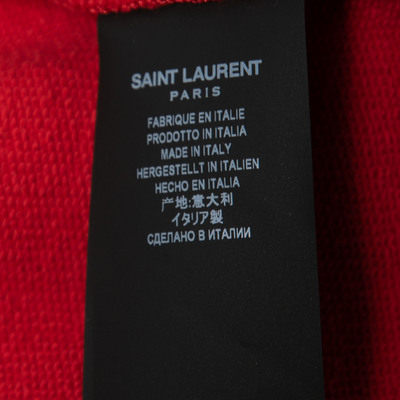 SAINT LAURENT
PARIS
FABRIQUE EN ITALIE
PRODOTTO IN ITALIA
MADE IN ITALY
HERGESTELLT IN ITALIEN
HECHO EN ITALIA
产地:意大利
イタリア製
СДЕЛАНО В ИТАЛИИ